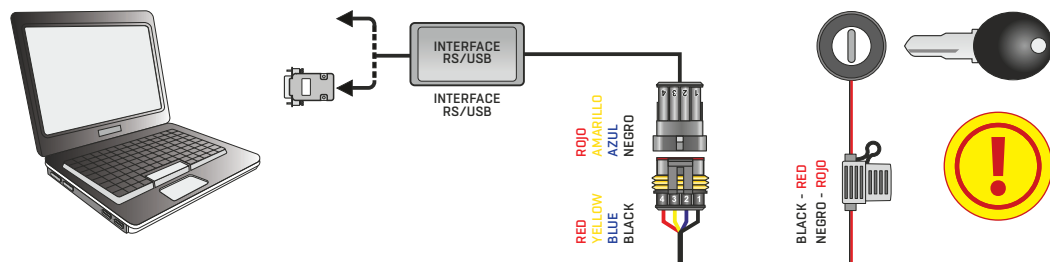 INTERFACE
RS/USB
INTERFACE
RS/USB
4 3 2 1
ROJO
AMARILLO
AZUL
NEGRO
4 3 2 1
RED
YELLOW
BLUE
BLACK
BLACK - RED
NEGRO - ROJO
!